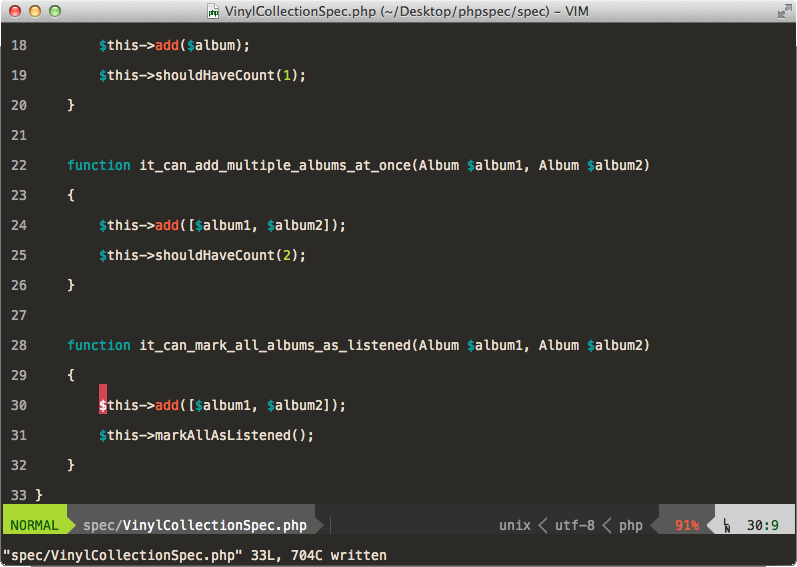 VinylCollectionSpec.php (~/Desktop/phpspec/spec) – VIM
18 $this->add($album);
19 $this->shouldHaveCount(1);
20 }
21
22 function it_can_add_multiple_albums_at_once(Album $album1, Album $album2)
23 {
24 $this->add([$album1, $album2]);
25 $this->shouldHaveCount(2);
26 }
27
28 function it_can_mark_all_albums_as_listened(Album $album1, Album $album2)
29 {
30 $this->add([$album1, $album2]);
31 $this->markAllAsListened();
32 }
33 }
NORMAL spec/VinylCollectionSpec.php unix < utf-8 < php 91% LN 30:9
"spec/VinylCollectionSpec.php" 33L, 704C written